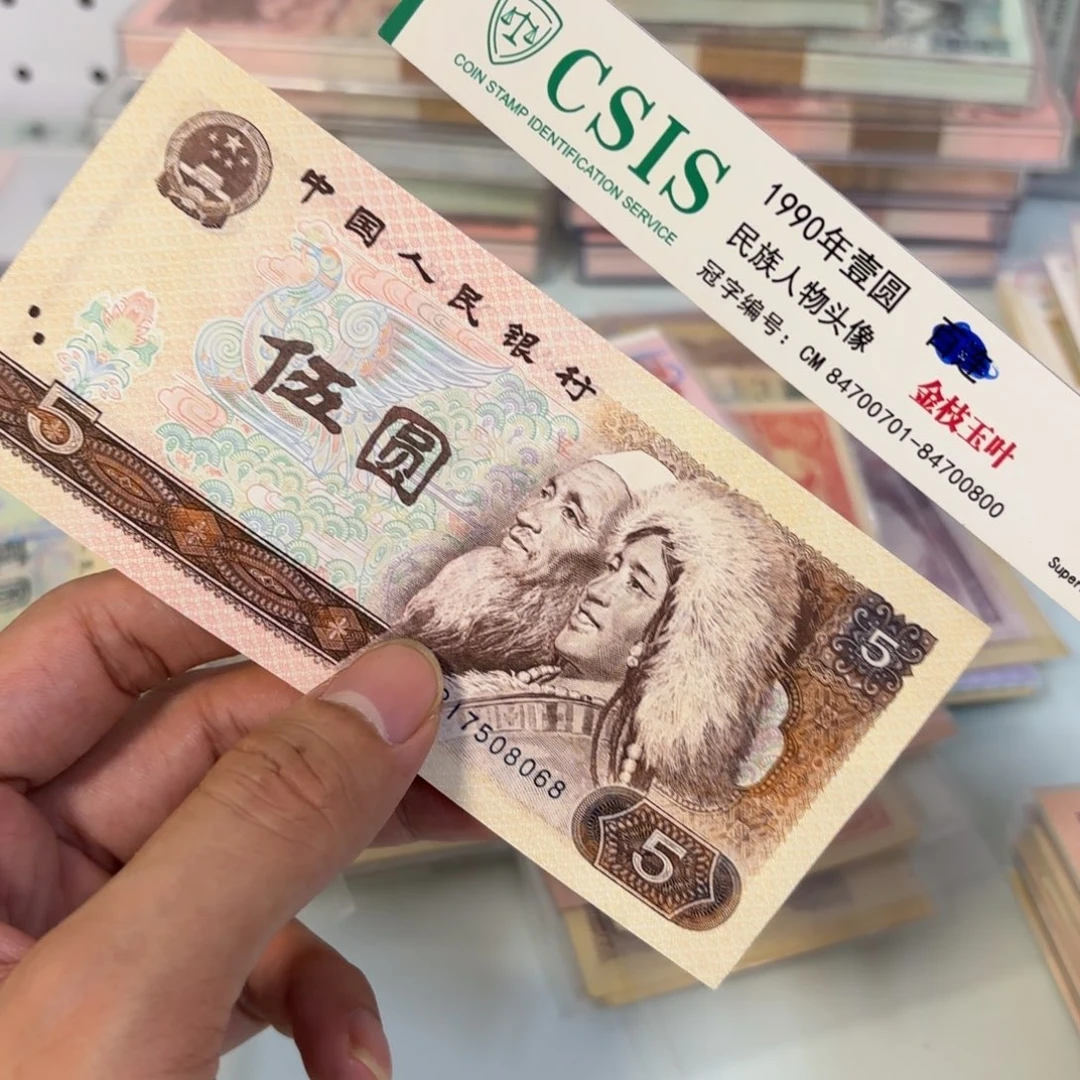 CSIS
COIN STAMP IDENTIFICATION SERVICE
1990年壹圆
民族人物头像
冠字编号：CM 84700701-84700800
金枝玉叶
Super
中国人民银行
伍圆
5
5
17508068
5